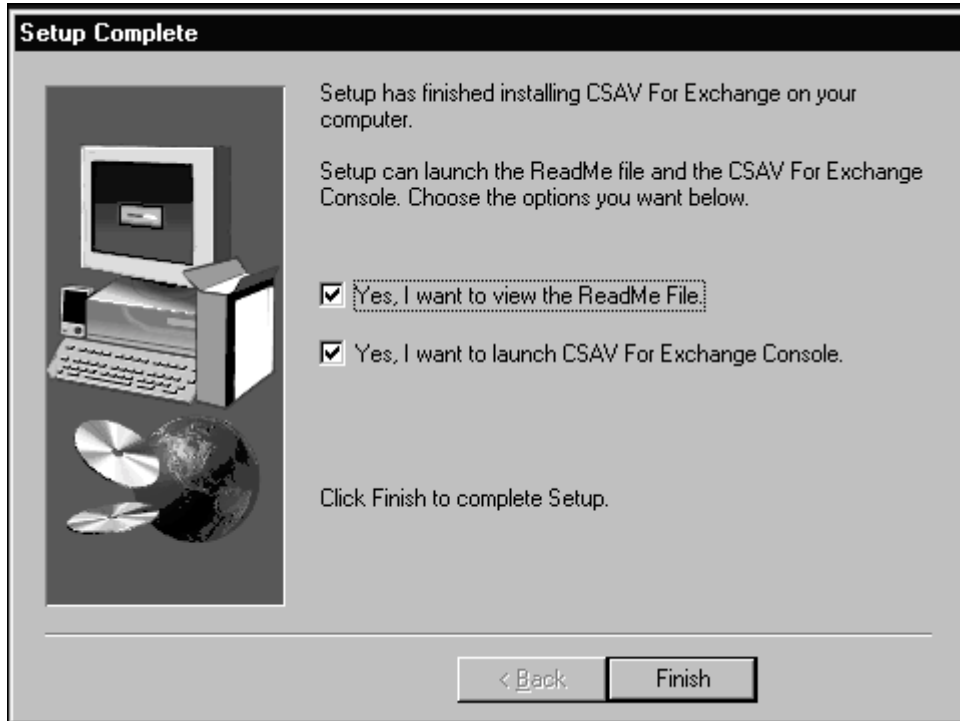 Setup Complete
Setup has finished installing CSAV For Exchange on your
computer.
Setup can launch the ReadMe file and the CSAV For Exchange
Console. Choose the options you want below.
Yes, I want to view the ReadMe File.
Yes, I want to launch CSAV For Exchange Console.
Click Finish to complete Setup.
< Back
Finish